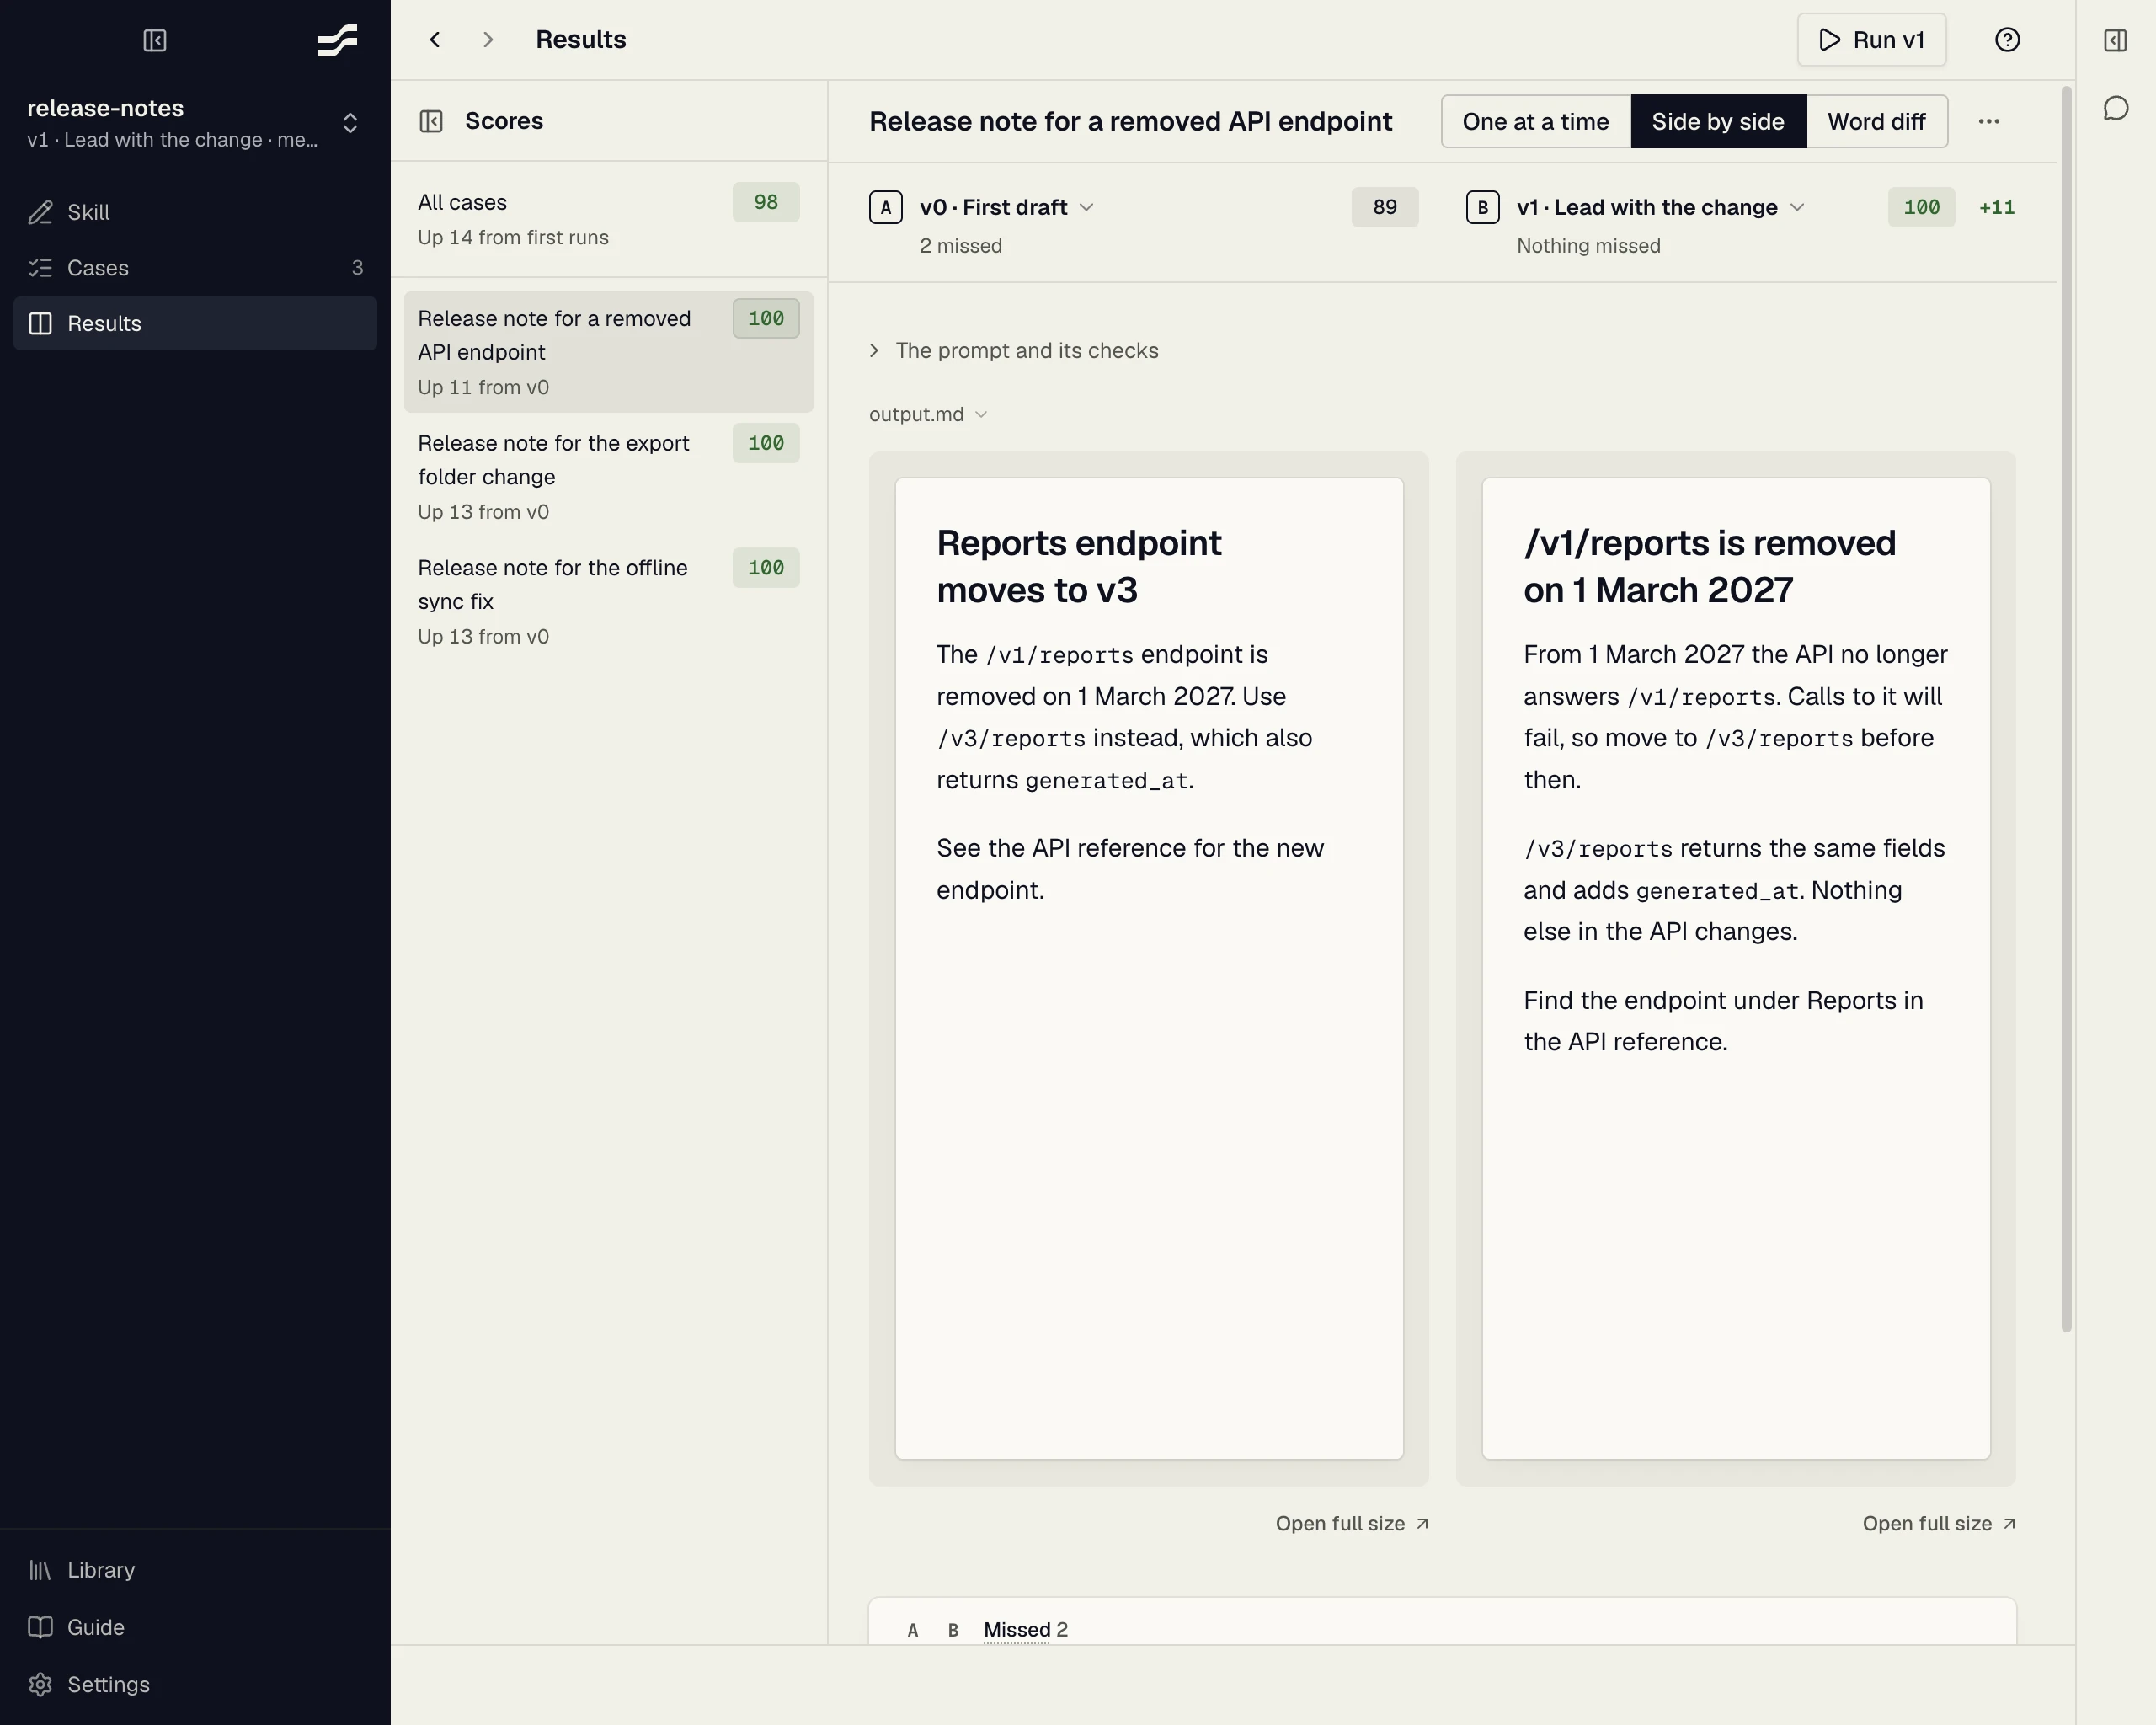 release-notes
v1 · Lead with the change · me...
Skill
Cases 3
Results
Library
Guide
Settings
Results
Run v1
Scores
All cases 98
Up 14 from first runs
Release note for a removed 100
API endpoint
Up 11 from v0
Release note for the export 100
folder change
Up 13 from v0
Release note for the offline 100
sync fix
Up 13 from v0
Release note for a removed API endpoint
One at a time Side by side Word diff
A v0 · First draft 89
2 missed
B v1 · Lead with the change 100 +11
Nothing missed
The prompt and its checks
output.md
Reports endpoint
moves to v3
The /v1/reports endpoint is
removed on 1 March 2027. Use
/v3/reports instead, which also
returns generated_at.
See the API reference for the new
endpoint.
Open full size
/v1/reports is removed
on 1 March 2027
From 1 March 2027 the API no longer
answers /v1/reports. Calls to it will
fail, so move to /v3/reports before
then.
/v3/reports returns the same fields
and adds generated_at. Nothing
else in the API changes.
Find the endpoint under Reports in
the API reference.
Open full size
A B Missed 2